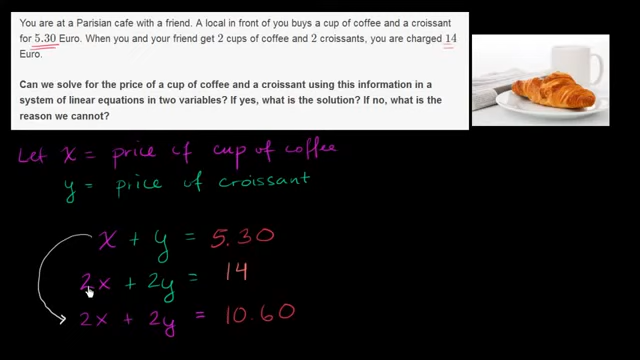 You are at a Parisian cafe with a friend. A local in front of you buys a cup of coffee and a croissant
for 5.30 Euro. When you and your friend get 2 cups of coffee and 2 croissants, you are charged 14
Euro.
Can we solve for the price of a cup of coffee and a croissant using this information in a
system of linear equations in two variables? If yes, what is the solution? If no, what is the
reason we cannot?
Let x = price of cup of coffee
y = price of croissant
x + y = 5.30
2x + 2y = 14
2x + 2y = 10.60